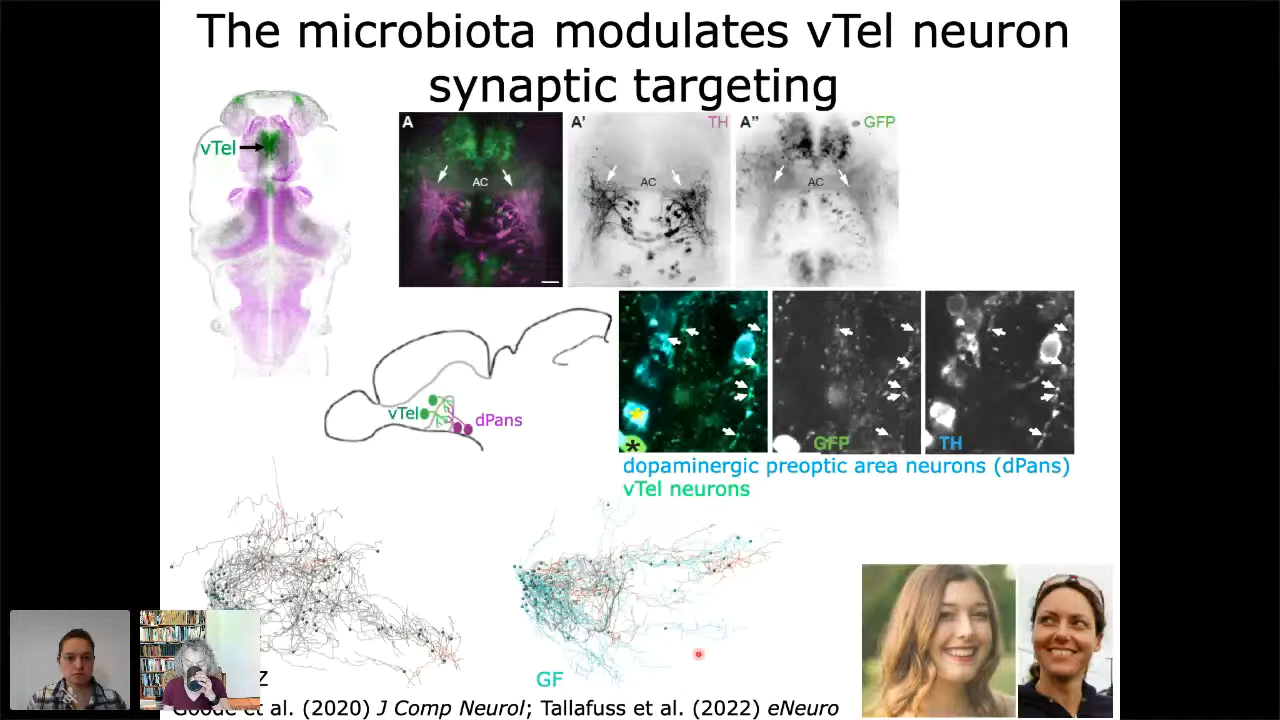 The microbiota modulates vTel neuron
synaptic targeting
vTel
A
AC
A'
TH
AC
A''
GFP
AC
vTel
dPans
*
*
GFP
TH
dopaminergic preoptic area neurons (dPans)
vTel neurons
Z
GF
et al. (2020) J Comp Neurol; Tallafuss et al. (2022) eNeuro